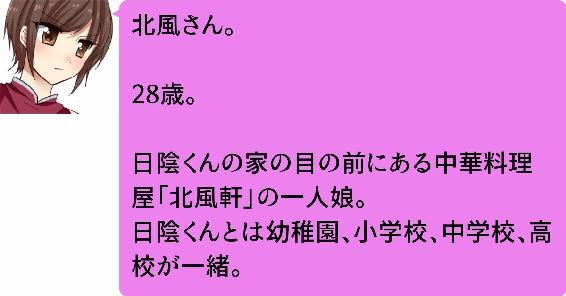 北風さん。
28歳。
日陰くんの家の目の前にある中華料理
屋「北風軒」の一人娘。
日陰くんとは幼稚園、小学校、中学校、高
校が一緒。